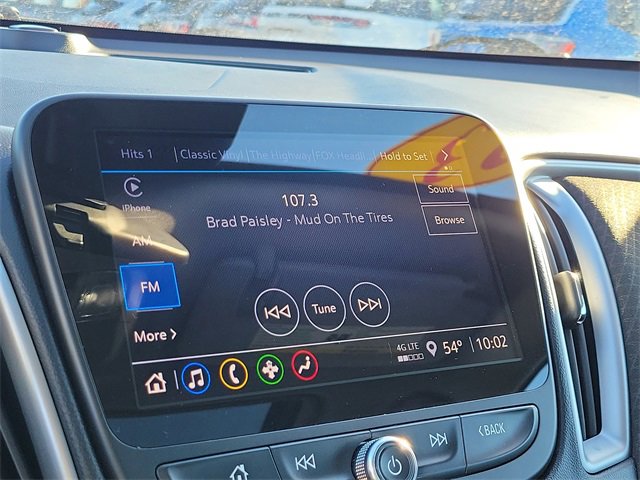 Hits 1 Classic Vinyl The Highway FOX Headli... Hold to Set
iPhone
107.3
Sound
Brad Paisley - Mud On The Tires
Browse
AM
FM
Tune
More
4G LTE
54° 10:02
BACK